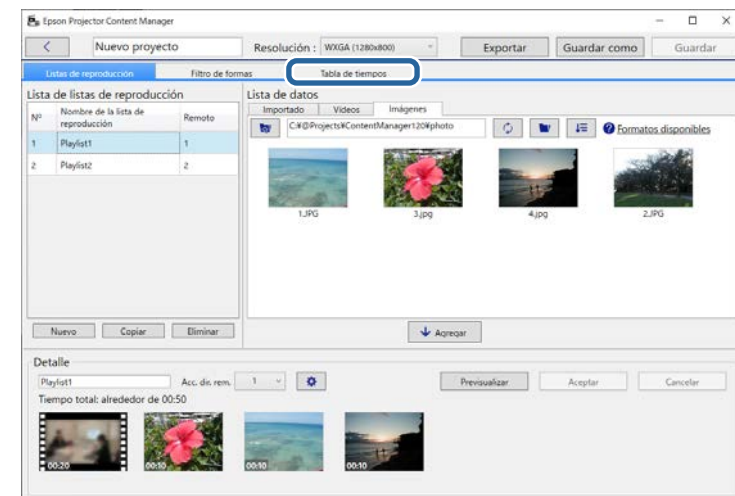 Epson Projector Content Manager
Nuevo proyecto
Resolución :
WXGA (1280x800)
Exportar
Guardar como
Guardar
Listas de reproducción
Filtro de formas
Tabla de tiempos
Lista de listas de reproducción
Nº
Nombre de la lista de
reproducción
Remoto
1
Playlist1
1
2
Playlist2
2
Nuevo
Copiar
Eliminar
Lista de datos
Importado
Vídeos
Imágenes
C:¥@Projects¥ContentManager120¥photo
Formatos disponibles
1.JPG
3.jpg
4.jpg
2.JPG
Agregar
Detalle
Playlist1
Acc. dir. rem.
1
Previsualizar
Aceptar
Cancelar
Tiempo total: alrededor de 00:50
00:20
00:10
00:10
00:10